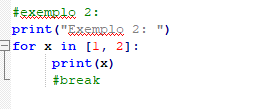 #exemplo 2:
print("Exemplo 2: ")
for x in [1, 2]:
    print(x)
    #break